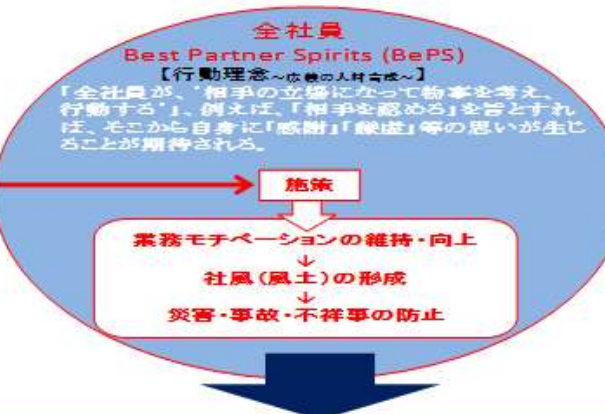 全社員
Best Partner Spirits (BePS)
【行動理念~広義の人材育成~】
「全社員が、“相手の立場になって物事を考え、
行動する”」、例えば、「相手を認める」を旨とすれ
ば、そこから自身に「感謝」「謙虚」等の思いが生じ
ることが期待される。
施策
業務モチベーションの維持・向上
↓
社風(風土)の形成
↓
災害・事故・不祥事の防止